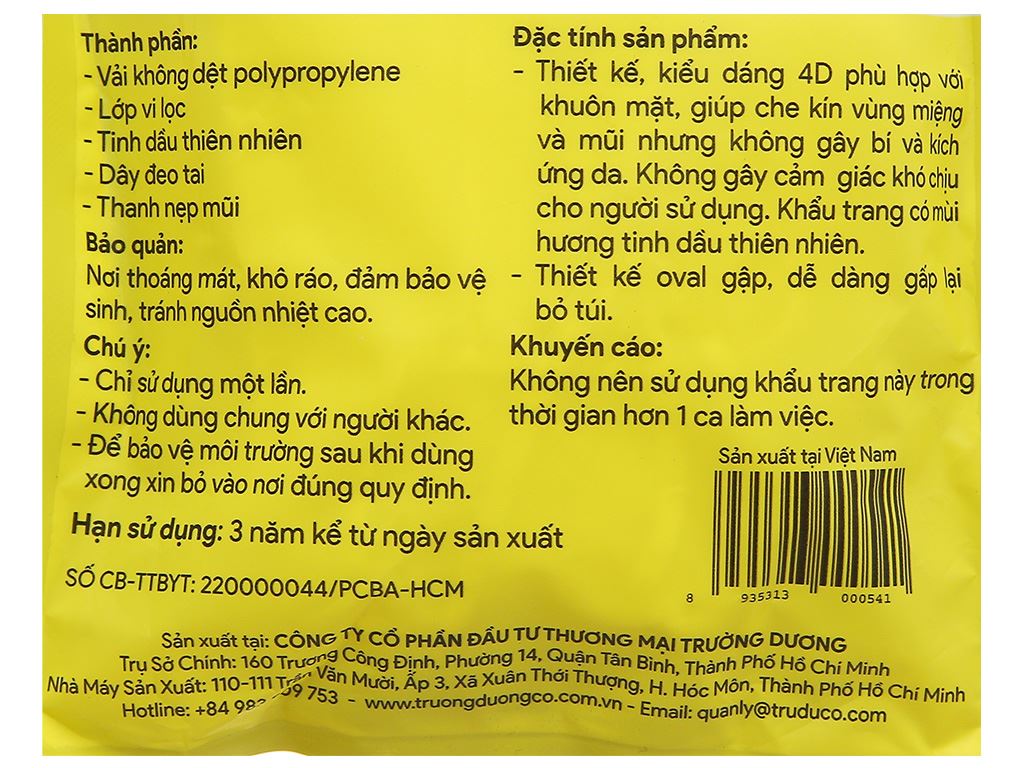 Thành phần:
- Vải không dệt polypropylene
- Lớp vi lọc
- Tinh dầu thiên nhiên
- Dây đeo tai
- Thanh nẹp mũi
Bảo quản:
Nơi thoáng mát, khô ráo, đảm bảo vệ
sinh, tránh nguồn nhiệt cao.
Chú ý:
- Chỉ sử dụng một lần.
- Không dùng chung với người khác.
- Để bảo vệ môi trường sau khi dùng
xong xin bỏ vào nơi đúng quy định.
Hạn sử dụng: 3 năm kể từ ngày sản xuất
SỐ CB-TTBYT: 220000044/PCBA-HCM
Đặc tính sản phẩm:
- Thiết kế, kiểu dáng 4D phù hợp với
khuôn mặt, giúp che kín vùng miệng
và mũi nhưng không gây bí và kích
ứng da. Không gây cảm giác khó chịu
cho người sử dụng. Khẩu trang có mùi
hương tinh dầu thiên nhiên.
- Thiết kế oval gập, dễ dàng gấp lại
bỏ túi.
Khuyến cáo:
Không nên sử dụng khẩu trang này trong
thời gian hơn 1 ca làm việc.
Sản xuất tại Việt Nam
8 935313 000541
Sản xuất tại: CÔNG TY CỔ PHẦN ĐẦU TƯ THƯƠNG MẠI TRƯỜNG DƯƠNG
Trụ Sở Chính: 160 Trương Công Định, Phường 14, Quận Tân Bình, Thành Phố Hồ Chí Minh
Nhà Máy Sản Xuất: 110-111 Văn Mười, Ấp 3, Xã Xuân Thới Thượng, H. Hóc Môn, Thành Phố Hồ Chí Minh
Hotline: +84 753 - www.truongduongco.com.vn - Email: quanly@truduco.com